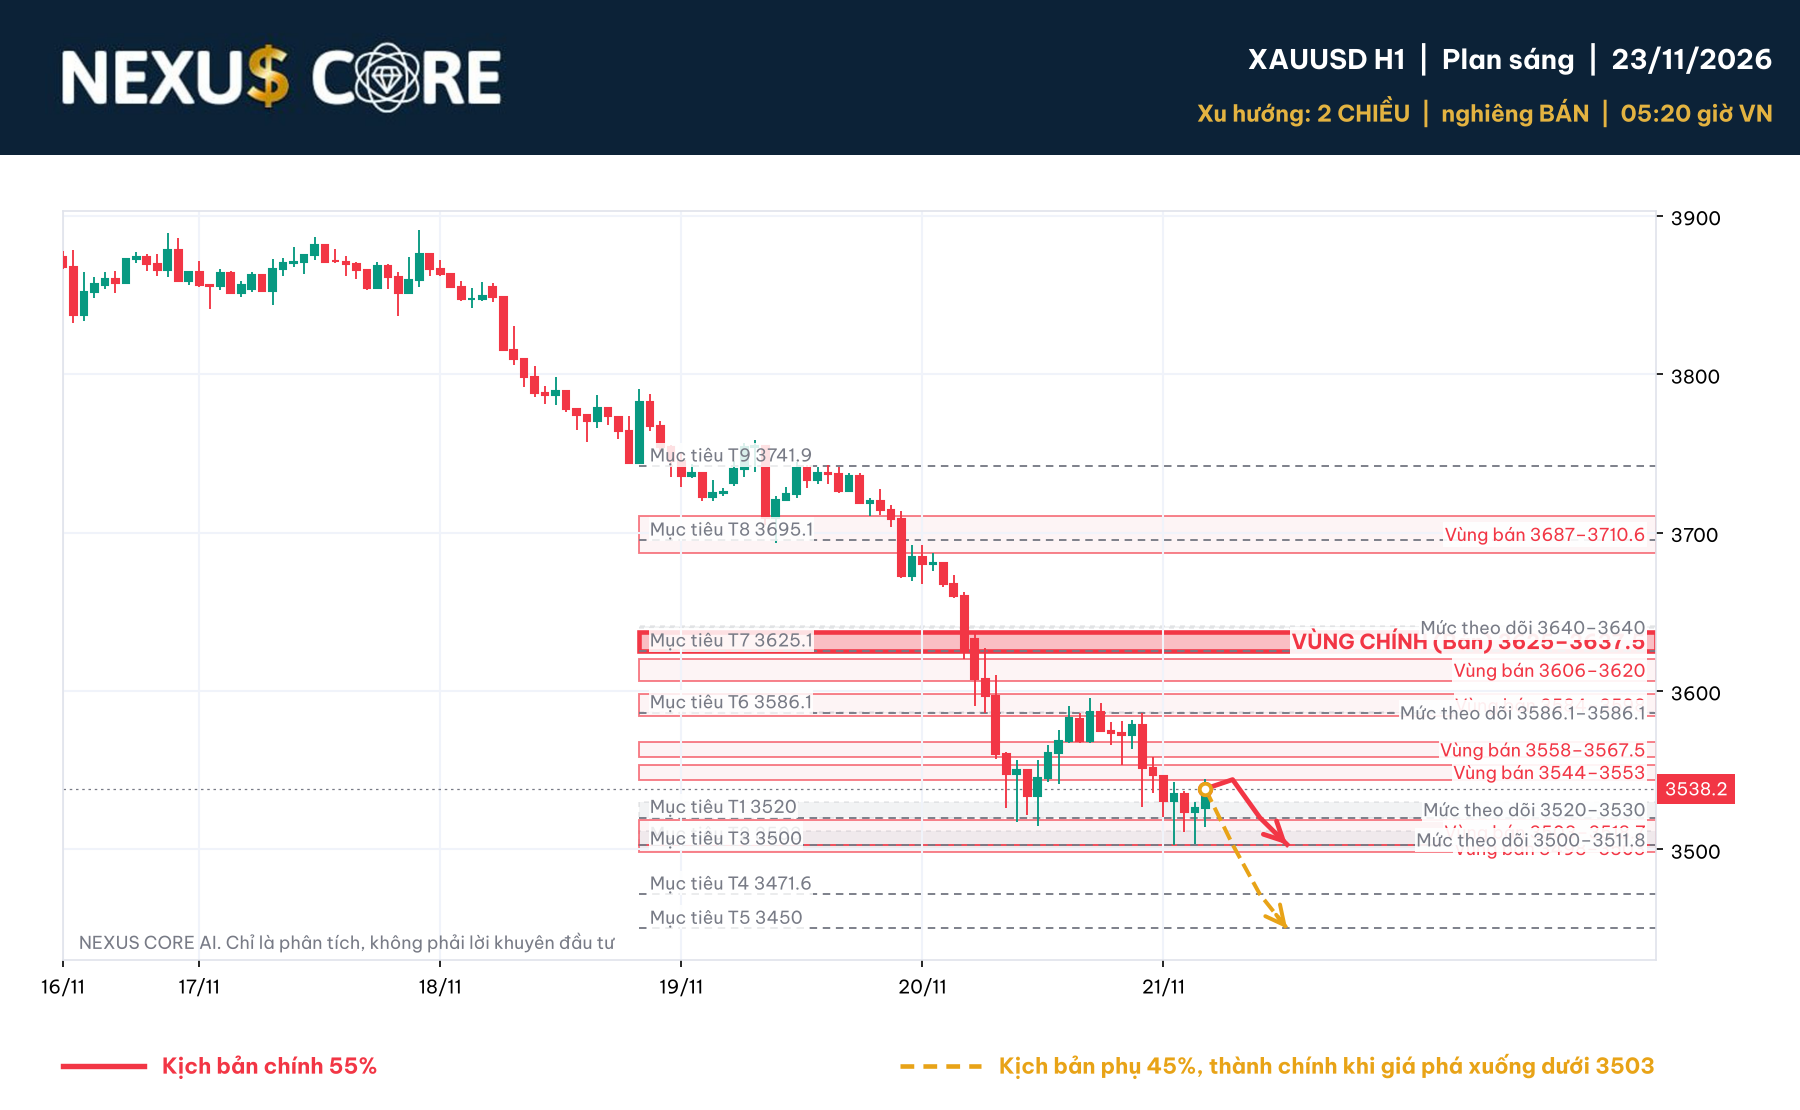 NEXU$ CORE
XAUUSD H1 | Plan sáng | 23/11/2026
Xu hướng: 2 CHIỀU | nghiêng BÁN | 05:20 giờ VN
3900
3800
Mục tiêu T9 3741.9
Mục tiêu T8 3695.1
Vùng bán 3687-3710.6
3700
Mức theo dõi 3640-3640
Mục tiêu T7 3625.1
VÙNG CHÍNH (Bán) 3625-3637.5
Vùng bán 3606-3620
3600
Mục tiêu T6 3586.1
Mức theo dõi 3586.1-3586.1
Vùng bán 3558-3567.5
Vùng bán 3544-3553
3538.2
Mục tiêu T1 3520
Mức theo dõi 3520-3530
Mục tiêu T3 3500
Mức theo dõi 3500-3511.8
3500
Mục tiêu T4 3471.6
Mục tiêu T5 3450
NEXUS CORE AI. Chỉ là phân tích, không phải lời khuyên đầu tư
16/11 17/11 18/11 19/11 20/11 21/11
Kịch bản chính 55%
Kịch bản phụ 45%, thành chính khi giá phá xuống dưới 3503